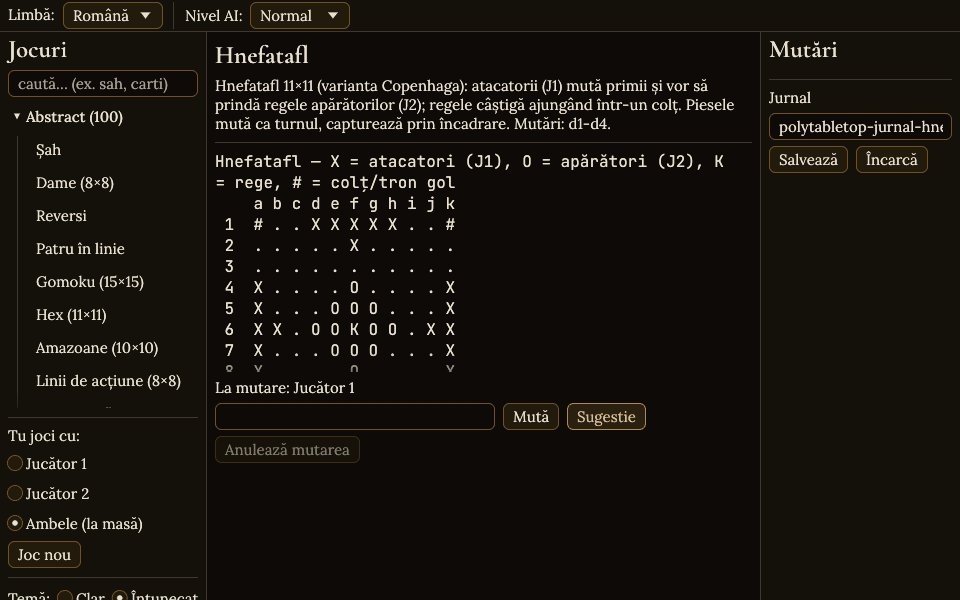 Limbă: Română ▼ Nivel AI: Normal ▼
Jocuri
caută... (ex. sah, carti)
▼ Abstract (100)
Șah
Dame (8×8)
Reversi
Patru în linie
Gomoku (15×15)
Hex (11×11)
Amazoane (10×10)
Linii de acțiune (8×8)
Tu joci cu:
Jucător 1
Jucător 2
Ambele (la masă)
Joc nou
Temă: Clar Întunecat
Hnefatafl
Hnefatafl 11×11 (varianta Copenhaga): atacatorii (J1) mută primii și vor să
prindă regele apărătorilor (J2); regele câștigă ajungând într-un colț. Piesele
mută ca turnul, capturează prin încadrare. Mutări: d1-d4.
Hnefatafl — X = atacatori (J1), O = apărători (J2), K
= rege, # = colț/tron gol
a b c d e f g h i j k
1 # . . X X X X X . . #
2 . . . . . X . . . . .
3 . . . . . . . . . . .
4 X . . . . O . . . . X
5 X . . . O O O . . . X
6 X X . O O K O O . X X
7 X . . . O O O . . . X
8 X . . . . O . . . . X
La mutare: Jucător 1
Mută Sugestie
Anulează mutarea
Mutări
Jurnal
polytabletop-jurnal-hne
Salvează Încarcă